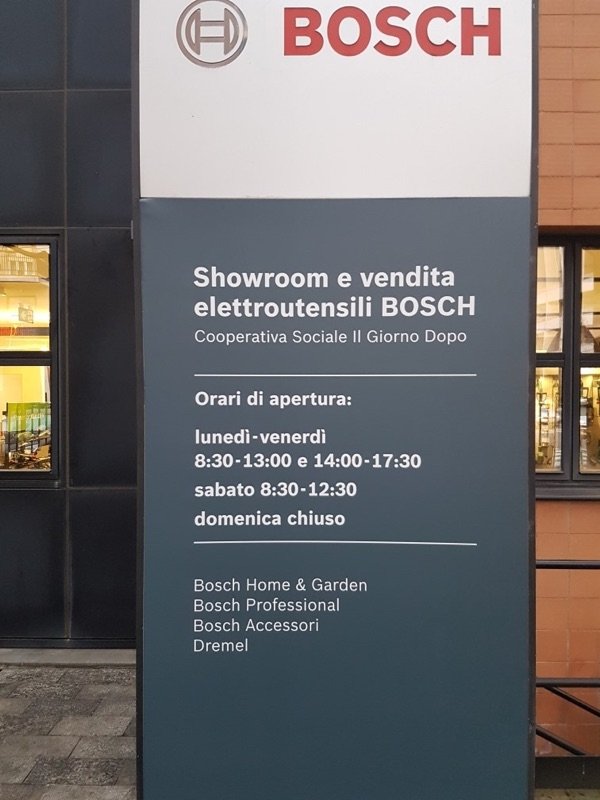 BOSCH
Showroom e vendita
elettroutensili BOSCH
Cooperativa Sociale Il Giorno Dopo
Orari di apertura:
lunedì-venerdì
8:30-13:00 e 14:00-17:30
sabato 8:30-12:30
domenica chiuso
Bosch Home & Garden
Bosch Professional
Bosch Accessori
Dremel